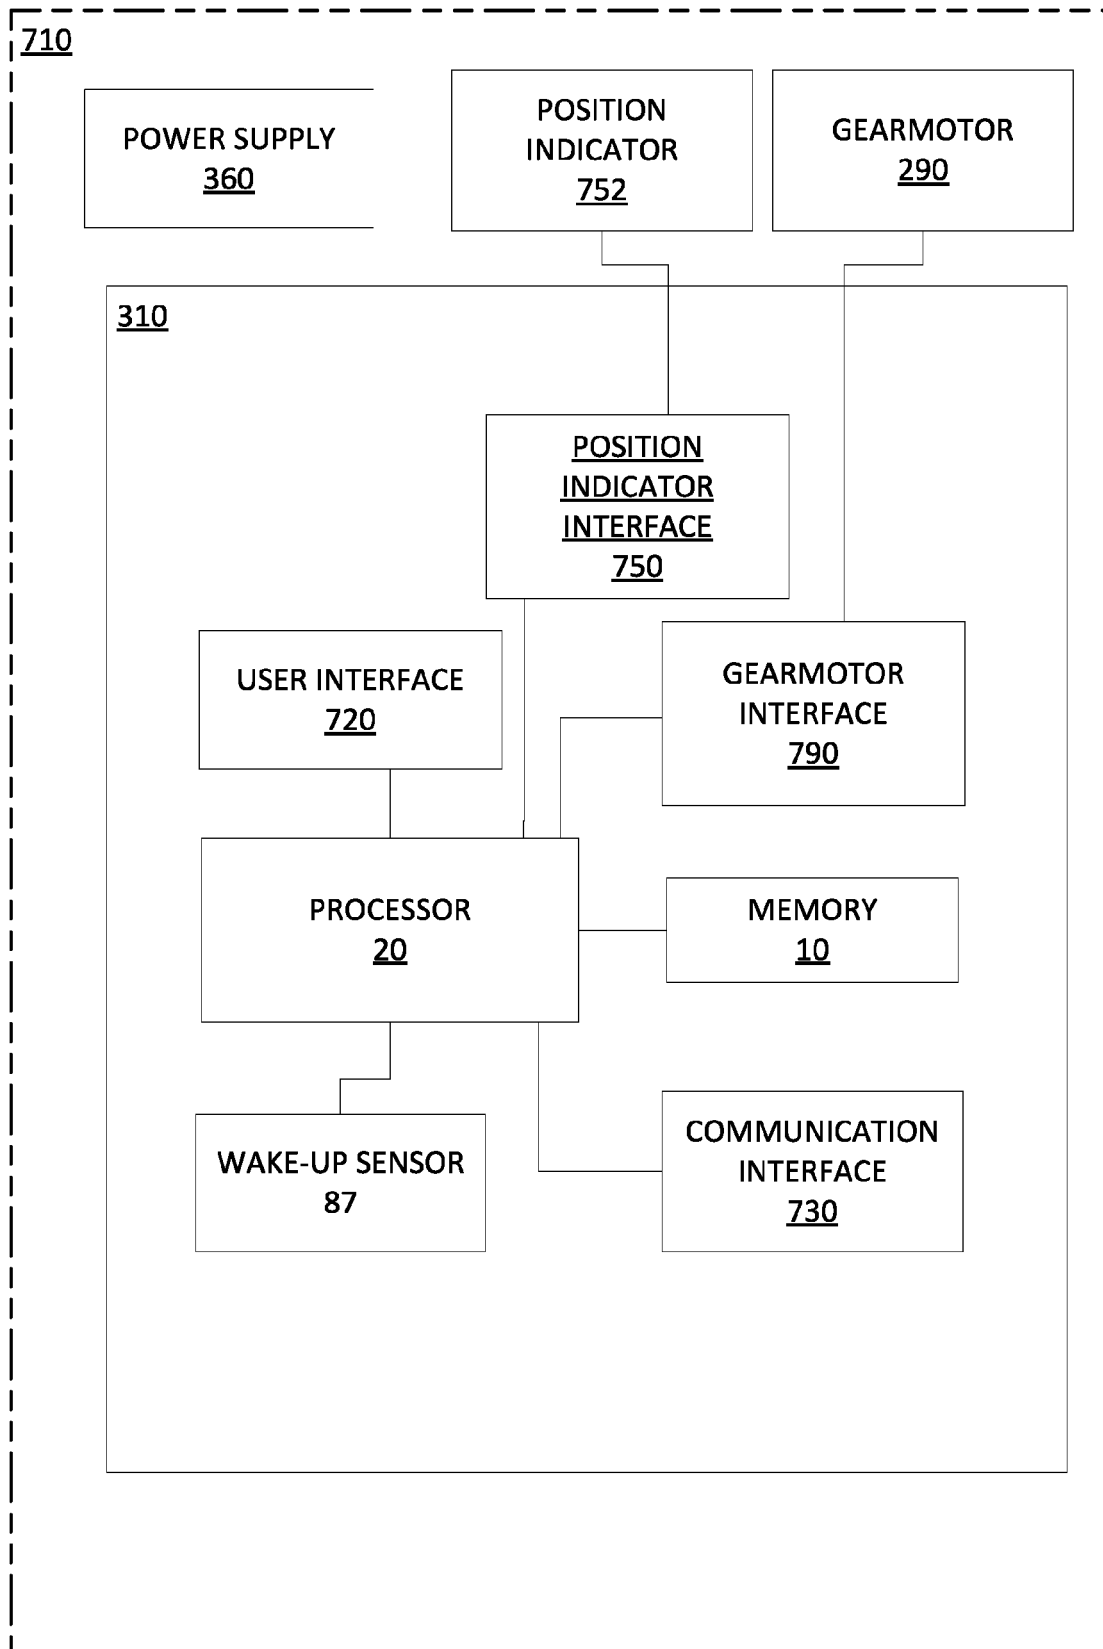 710
POWER SUPPLY
360
POSITION
INDICATOR
752
GEARMOTOR
290
310
POSITION
INDICATOR
INTERFACE
750
USER INTERFACE
720
GEARMOTOR
INTERFACE
790
PROCESSOR
20
MEMORY
10
WAKE-UP SENSOR
87
COMMUNICATION
INTERFACE
730